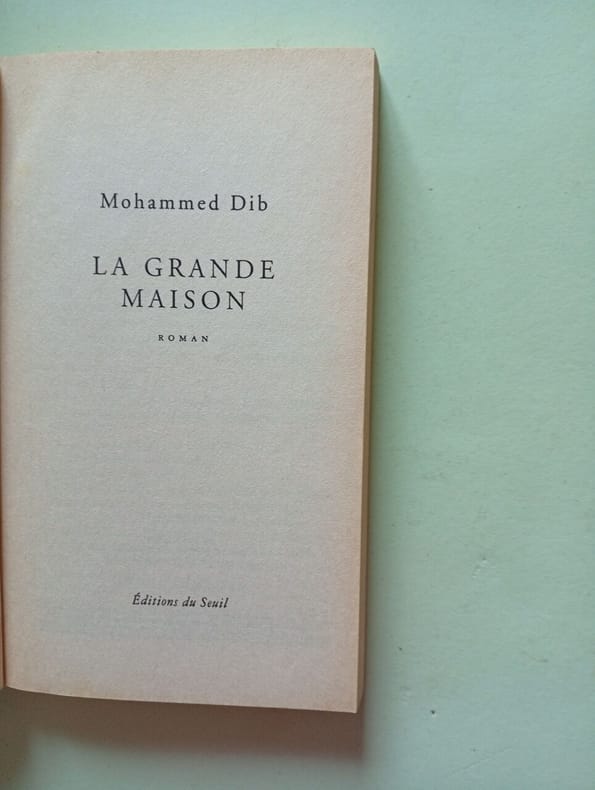 Mohammed Dib
LA GRANDE
MAISON
ROMAN
Éditions du Seuil